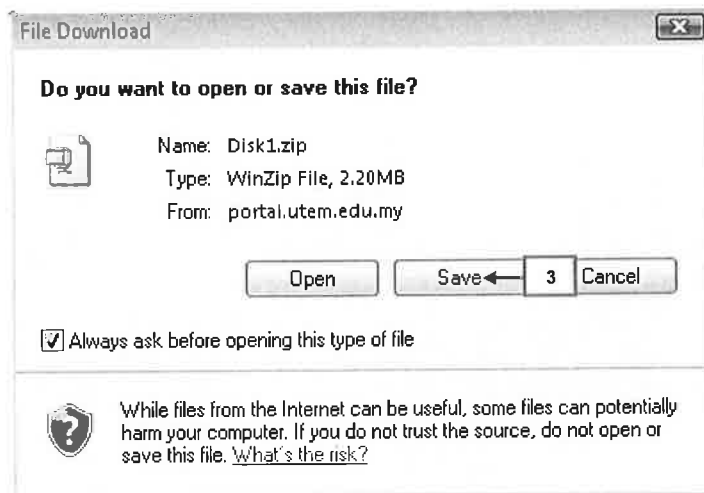 File Download
Do you want to open or save this file?
Name: Disk1.zip
Type: WinZip File, 2.20MB
From: portal.utem.edu.my
Open Save 3 Cancel
Always ask before opening this type of file
While files from the Internet can be useful, some files can potentially
harm your computer. If you do not trust the source, do not open or
save this file. What's the risk?